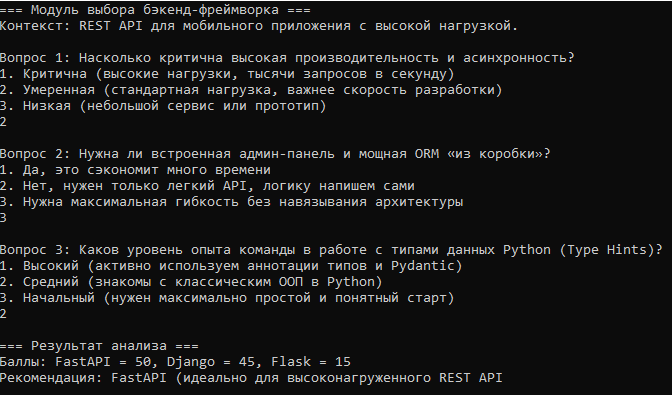 === Модуль выбора бэкенд-фреймворка ===
Контекст: REST API для мобильного приложения с высокой нагрузкой.

Вопрос 1: Насколько критична высокая производительность и асинхронность?
1. Критична (высокие нагрузки, тысячи запросов в секунду)
2. Умеренная (стандартная нагрузка, важнее скорость разработки)
3. Низкая (небольшой сервис или прототип)
2

Вопрос 2: Нужна ли встроенная админ-панель и мощная ORM «из коробки»?
1. Да, это сэкономит много времени
2. Нет, нужен только легкий API, логику напишем сами
3. Нужна максимальная гибкость без навязывания архитектуры
3

Вопрос 3: Каков уровень опыта команды в работе с типами данных Python (Type Hints)?
1. Высокий (активно используем аннотации типов и Pydantic)
2. Средний (знакомы с классическим ООП в Python)
3. Начальный (нужен максимально простой и понятный старт)
2

=== Результат анализа ===
Баллы: FastAPI = 50, Django = 45, Flask = 15
Рекомендация: FastAPI (идеально для высоконагруженного REST API